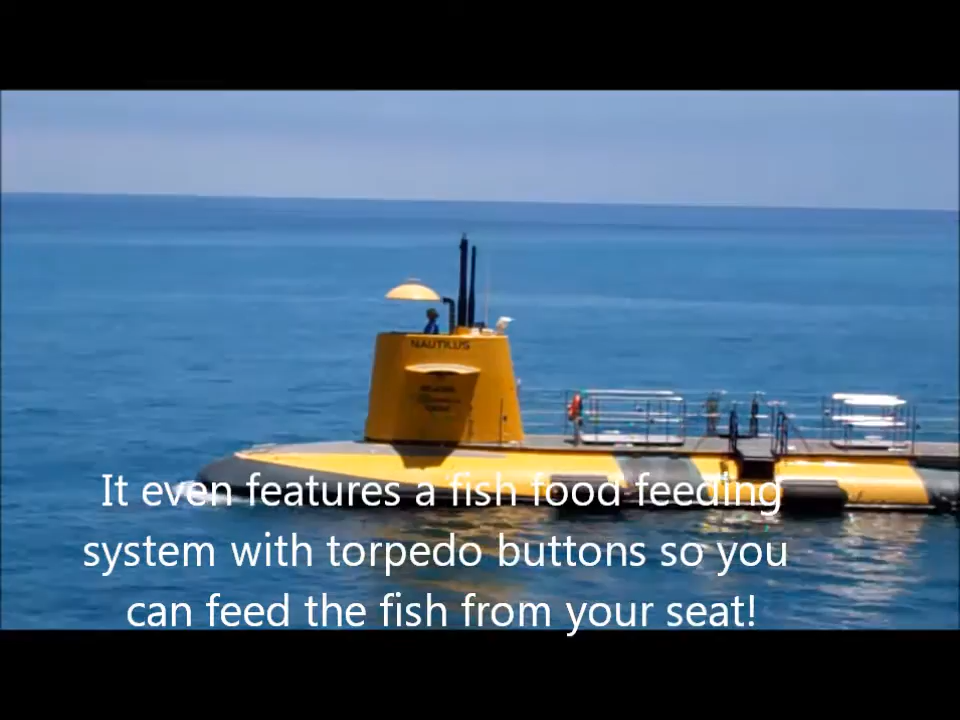 NAUTILUS
It even features a fish food feeding
system with torpedo buttons so you
can feed the fish from your seat!